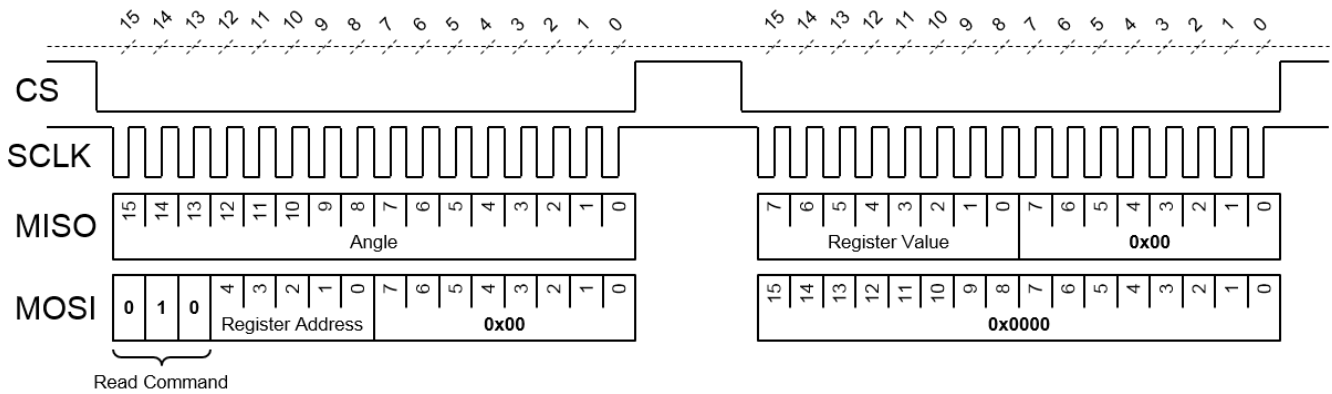 15 14 13 12 11 10 9 8 7 6 5 4 3 2 1 0 15 14 13 12 11 10 9 8 7 6 5 4 3 2 1 0
CS
SCLK
MISO 15 14 13 12 11 10 9 8 7 6 5 4 3 2 1 0 7 6 5 4 3 2 1 0 7 6 5 4 3 2 1 0
Angle Register Value 0x00
MOSI 0 1 0 4 3 2 1 0 7 6 5 4 3 2 1 0 15 14 13 12 11 10 9 8 7 6 5 4 3 2 1 0
Register Address 0x00 0x0000
Read Command